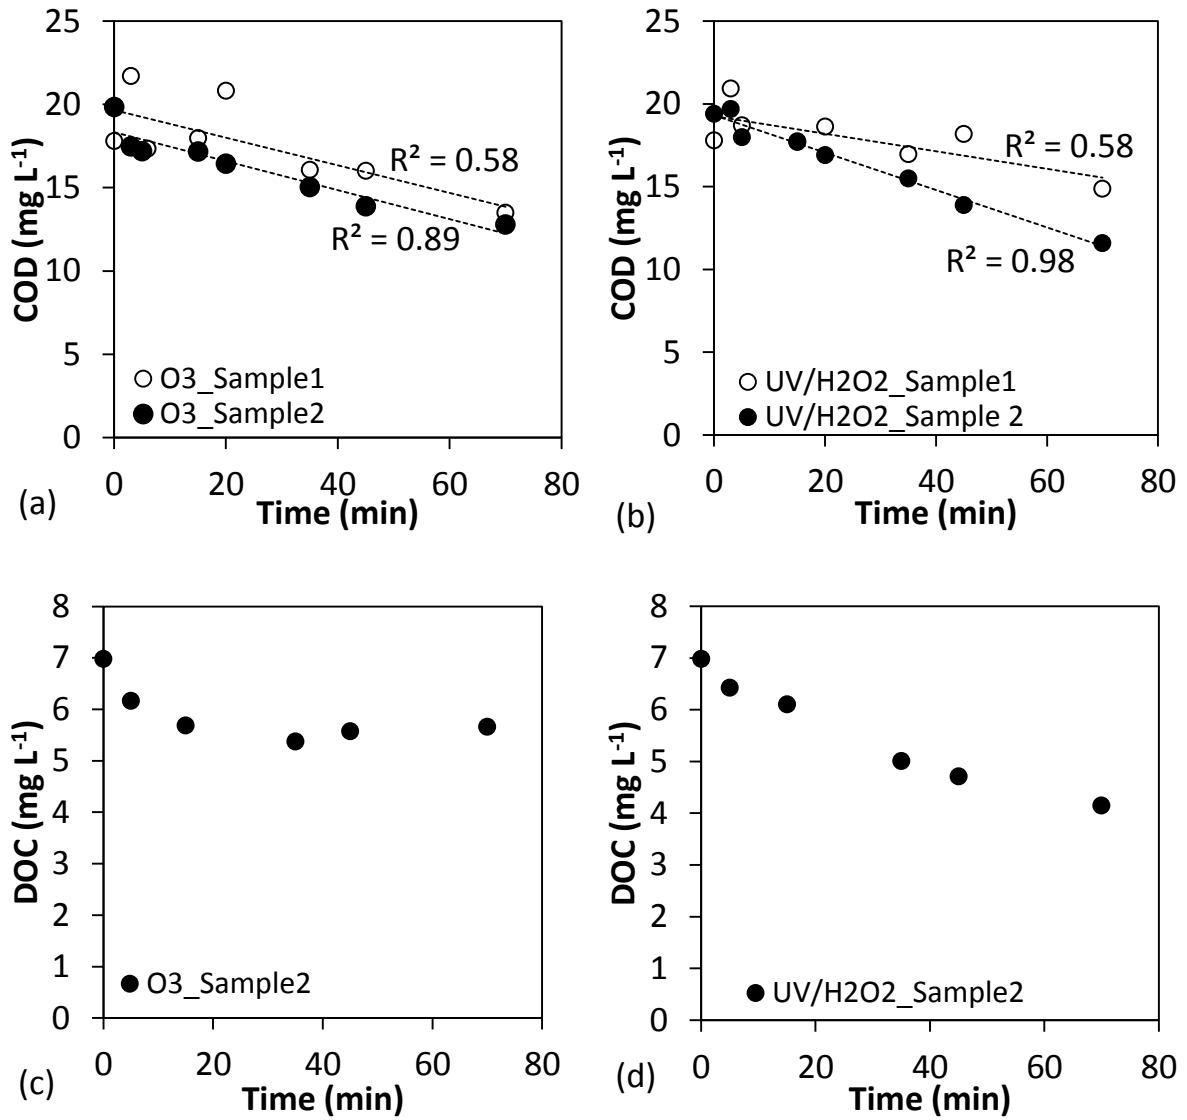 25
20
15
10
5
0
COD (mg L-1)
R² = 0.58
R² = 0.89
O3_Sample1
O3_Sample2
0 20 40 60 80
Time (min)
(a)
25
20
15
10
5
0
COD (mg L-1)
R² = 0.58
R² = 0.98
UV/H2O2_Sample1
UV/H2O2_Sample 2
0 20 40 60 80
Time (min)
(b)
8
7
6
5
4
3
2
1
0
DOC (mg L-1)
O3_Sample2
0 20 40 60 80
Time (min)
(c)
8
7
6
5
4
3
2
1
0
DOC (mg L-1)
UV/H2O2_Sample2
0 20 40 60 80
Time (min)
(d)